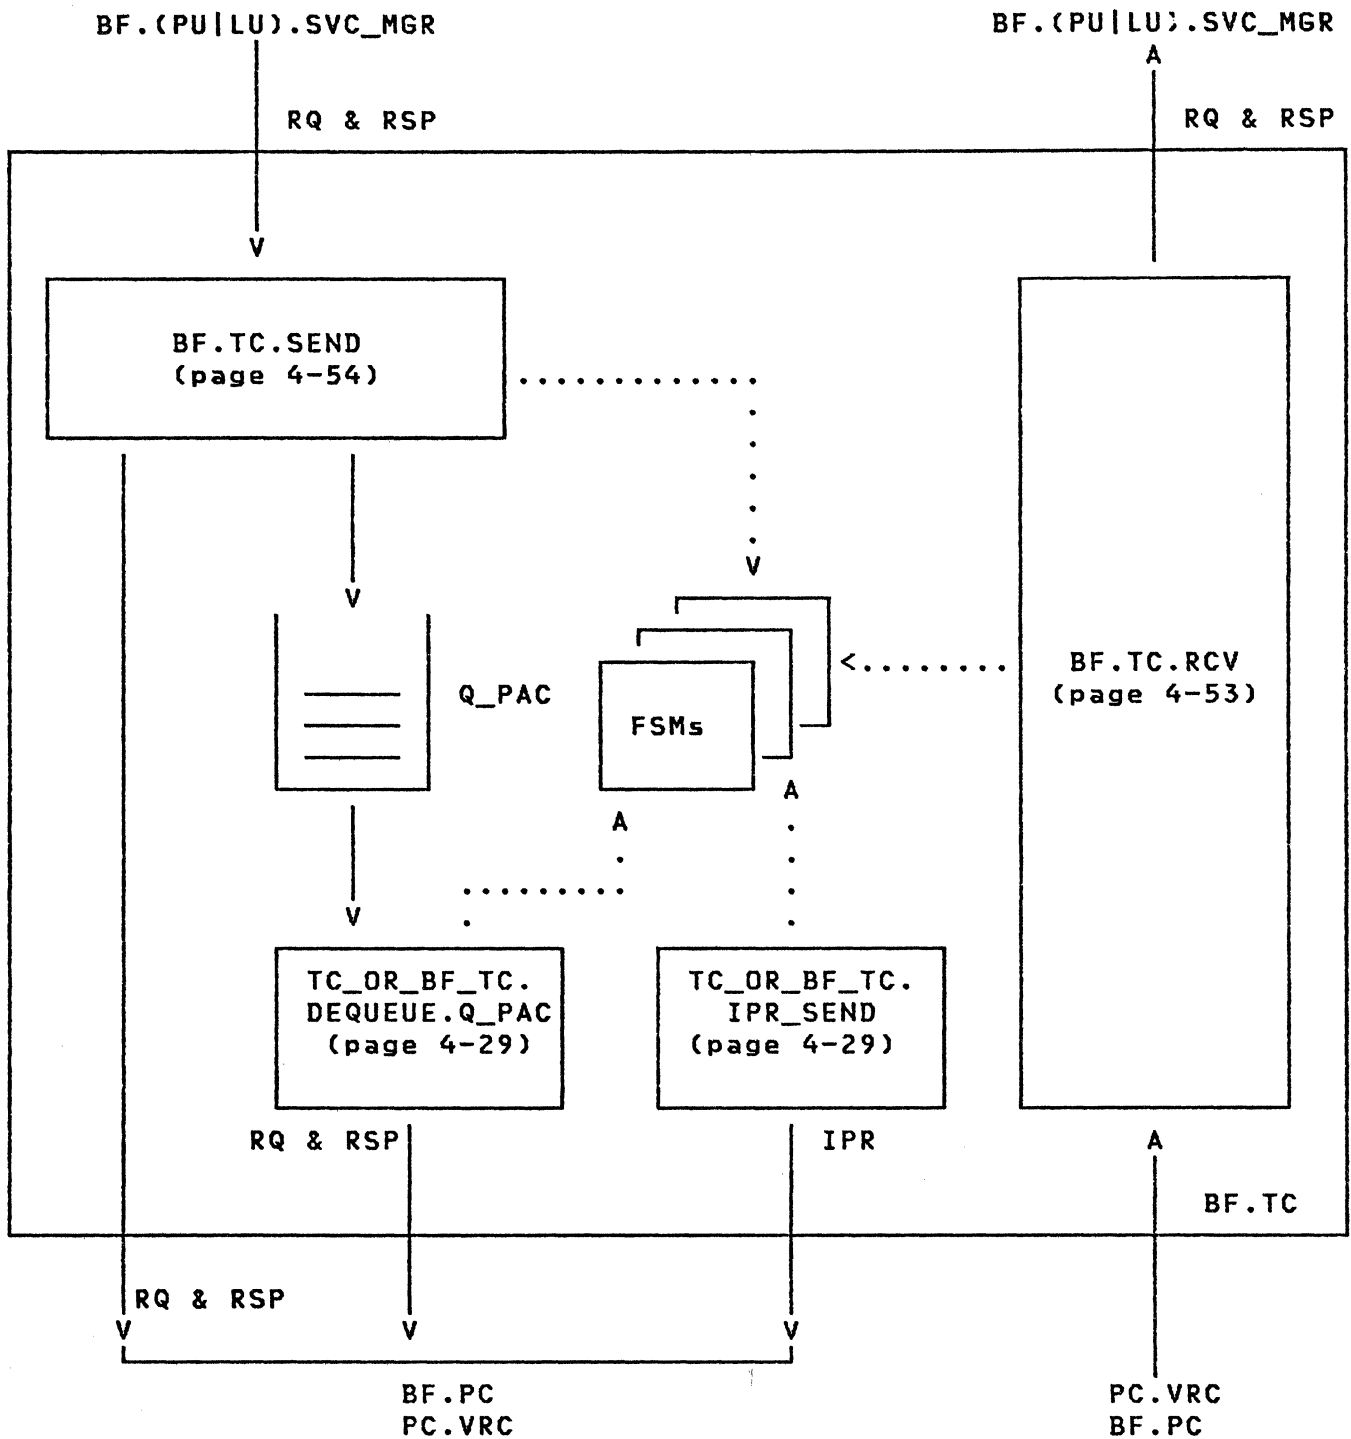 BF.(PU|LU).SVC_MGR
BF.(PU|LU).SVC_MGR
RQ & RSP
RQ & RSP
BF.TC.SEND
(page 4-54)
Q_PAC
FSMs
BF.TC.RCV
(page 4-53)
TC_OR_BF_TC.
DEQUEUE.Q_PAC
(page 4-29)
TC_OR_BF_TC.
IPR_SEND
(page 4-29)
RQ & RSP
IPR
BF.TC
RQ & RSP
BF.PC
PC.VRC
PC.VRC
BF.PC